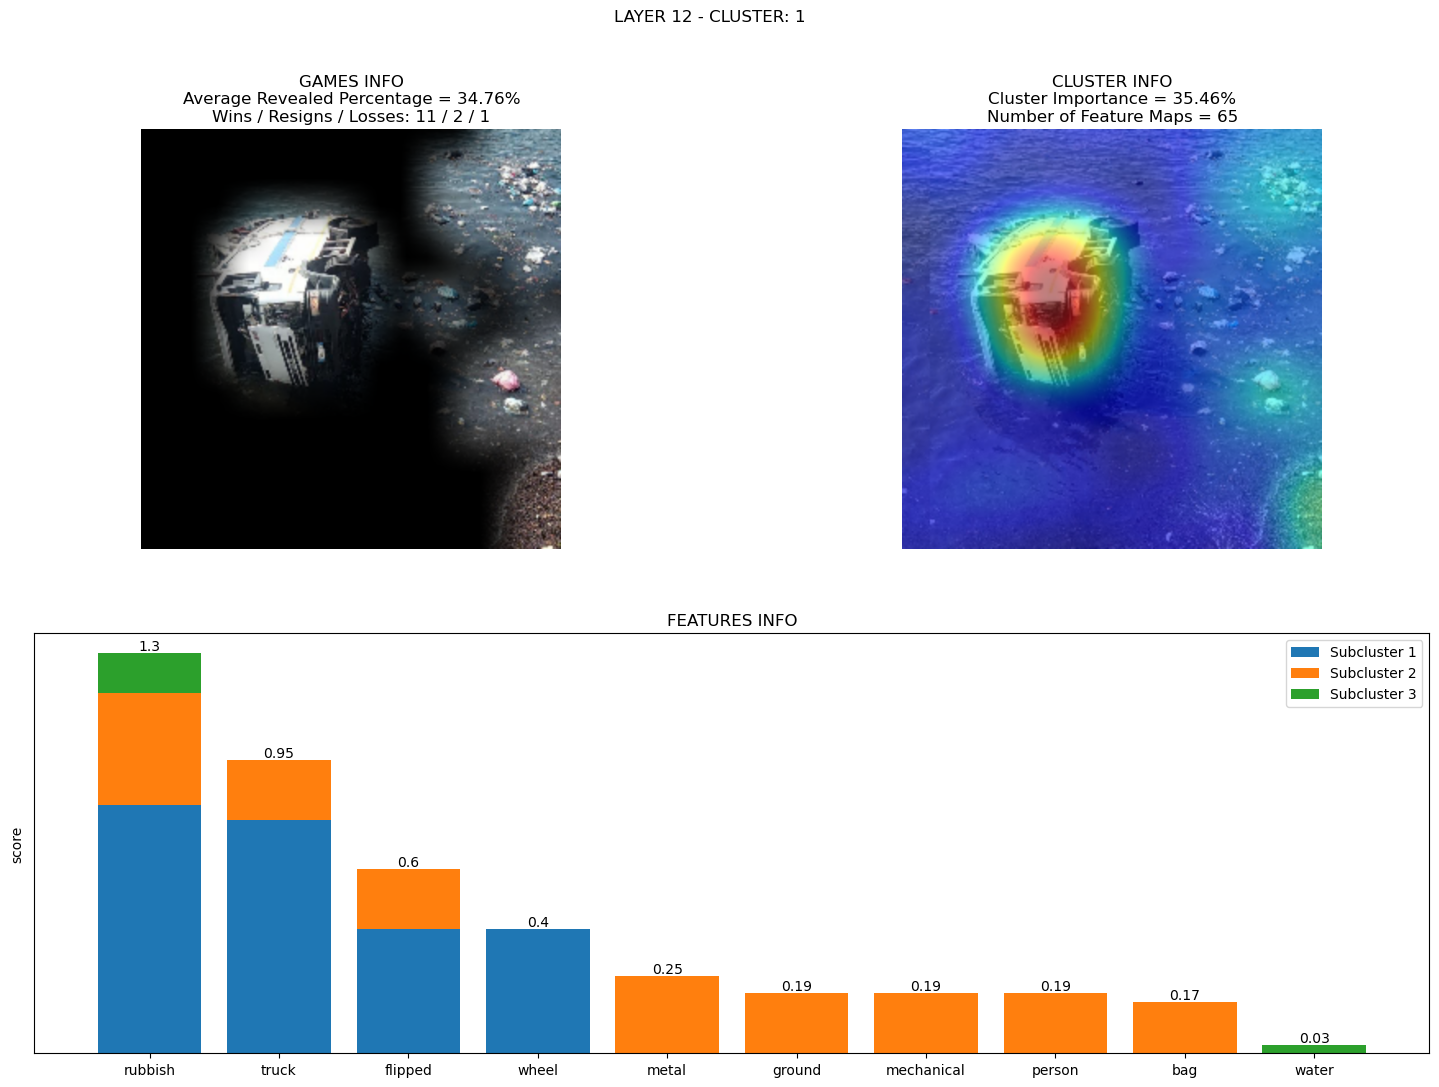 LAYER 12 - CLUSTER: 1
GAMES INFO
Average Revealed Percentage = 34.76%
Wins / Resigns / Losses: 11 / 2 / 1
CLUSTER INFO
Cluster Importance = 35.46%
Number of Feature Maps = 65
FEATURES INFO
Subcluster 1
Subcluster 2
Subcluster 3
score
1.3
0.95
0.6
0.4
0.25
0.19
0.19
0.19
0.17
0.03
rubbish
truck
flipped
wheel
metal
ground
mechanical
person
bag
water